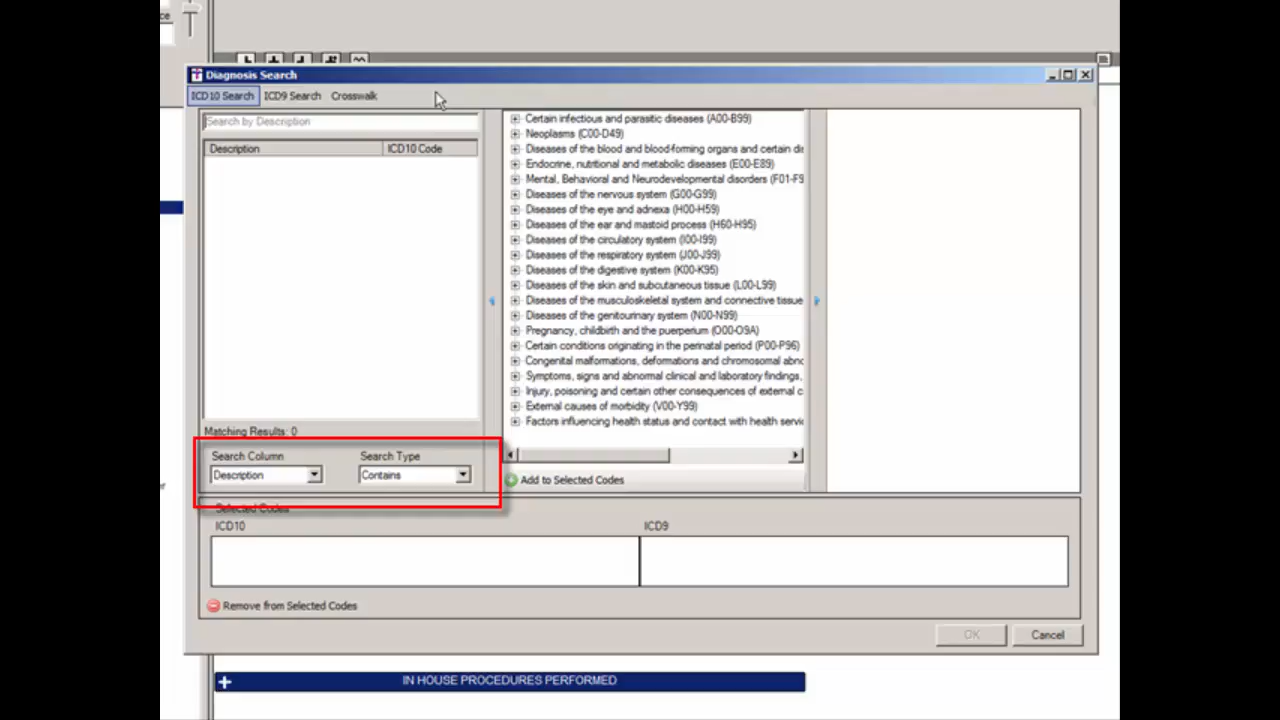 ce
Diagnosis Search
ICD10 Search ICD9 Search Crosswalk
Search by Description
Description ICD10 Code
Matching Results: 0
Search Column Search Type
Description Contains
Certain infectious and parasitic diseases (A00-B99)
Neoplasms (C00-D49)
Diseases of the blood and blood-forming organs and certain dis
Endocrine, nutritional and metabolic diseases (E00-E89)
Mental, Behavioral and Neurodevelopmental disorders (F01-F9
Diseases of the nervous system (G00-G99)
Diseases of the eye and adnexa (H00-H59)
Diseases of the ear and mastoid process (H60-H95)
Diseases of the circulatory system (I00-I99)
Diseases of the respiratory system (J00-J99)
Diseases of the digestive system (K00-K95)
Diseases of the skin and subcutaneous tissue (L00-L99)
Diseases of the musculoskeletal system and connective tissue
Diseases of the genitourinary system (N00-N99)
Pregnancy, childbirth and the puerperium (O00-O9A)
Certain conditions originating in the perinatal period (P00-P96)
Congenital malformations, deformations and chromosomal abno
Symptoms, signs and abnormal clinical and laboratory findings,
Injury, poisoning and certain other consequences of external c
External causes of morbidity (V00-Y99)
Factors influencing health status and contact with health servic
Add to Selected Codes
Selected Codes
ICD10 ICD9
Remove from Selected Codes
OK Cancel
IN HOUSE PROCEDURES PERFORMED